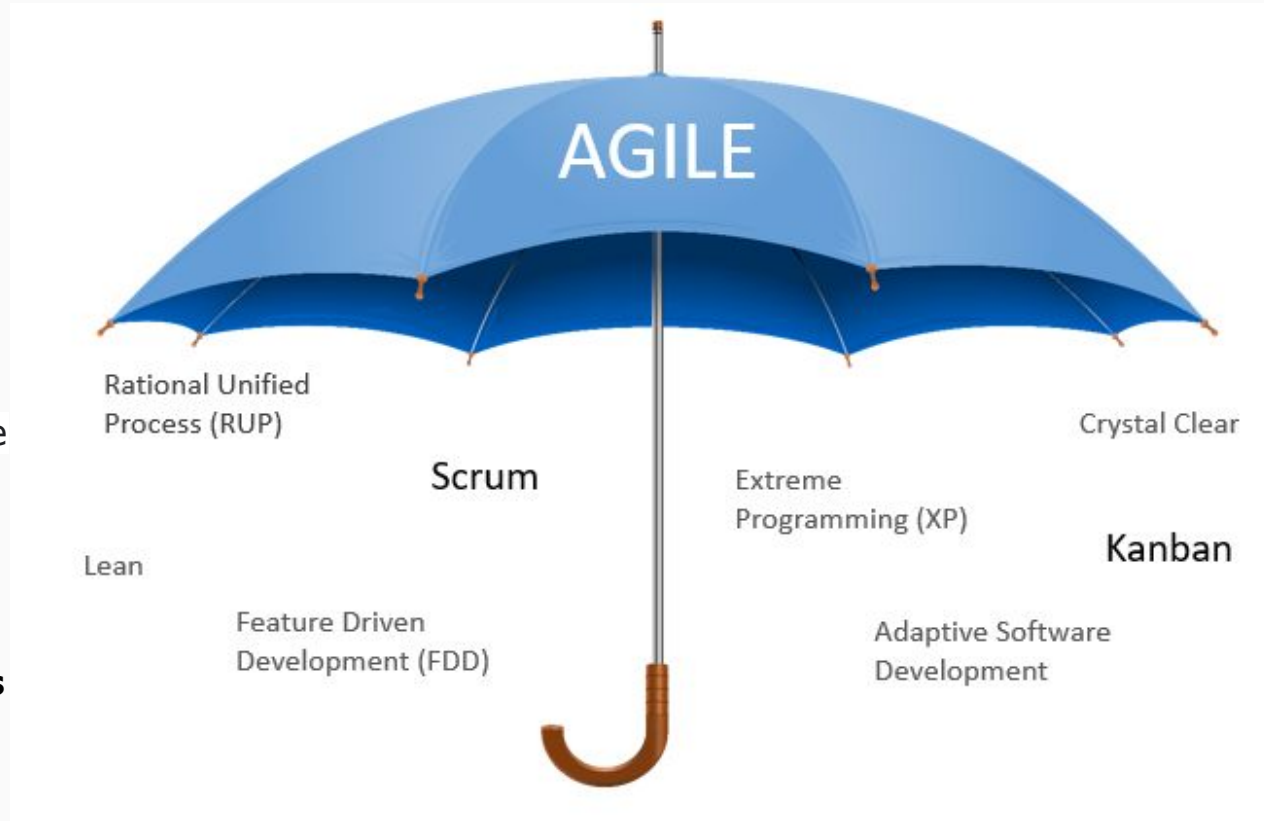 AGILE
Rational Unified
Process (RUP)
Crystal Clear
e
Scrum
Extreme
Programming (XP)
Kanban
Lean
Feature Driven
Development (FDD)
Adaptive Software
Development
s